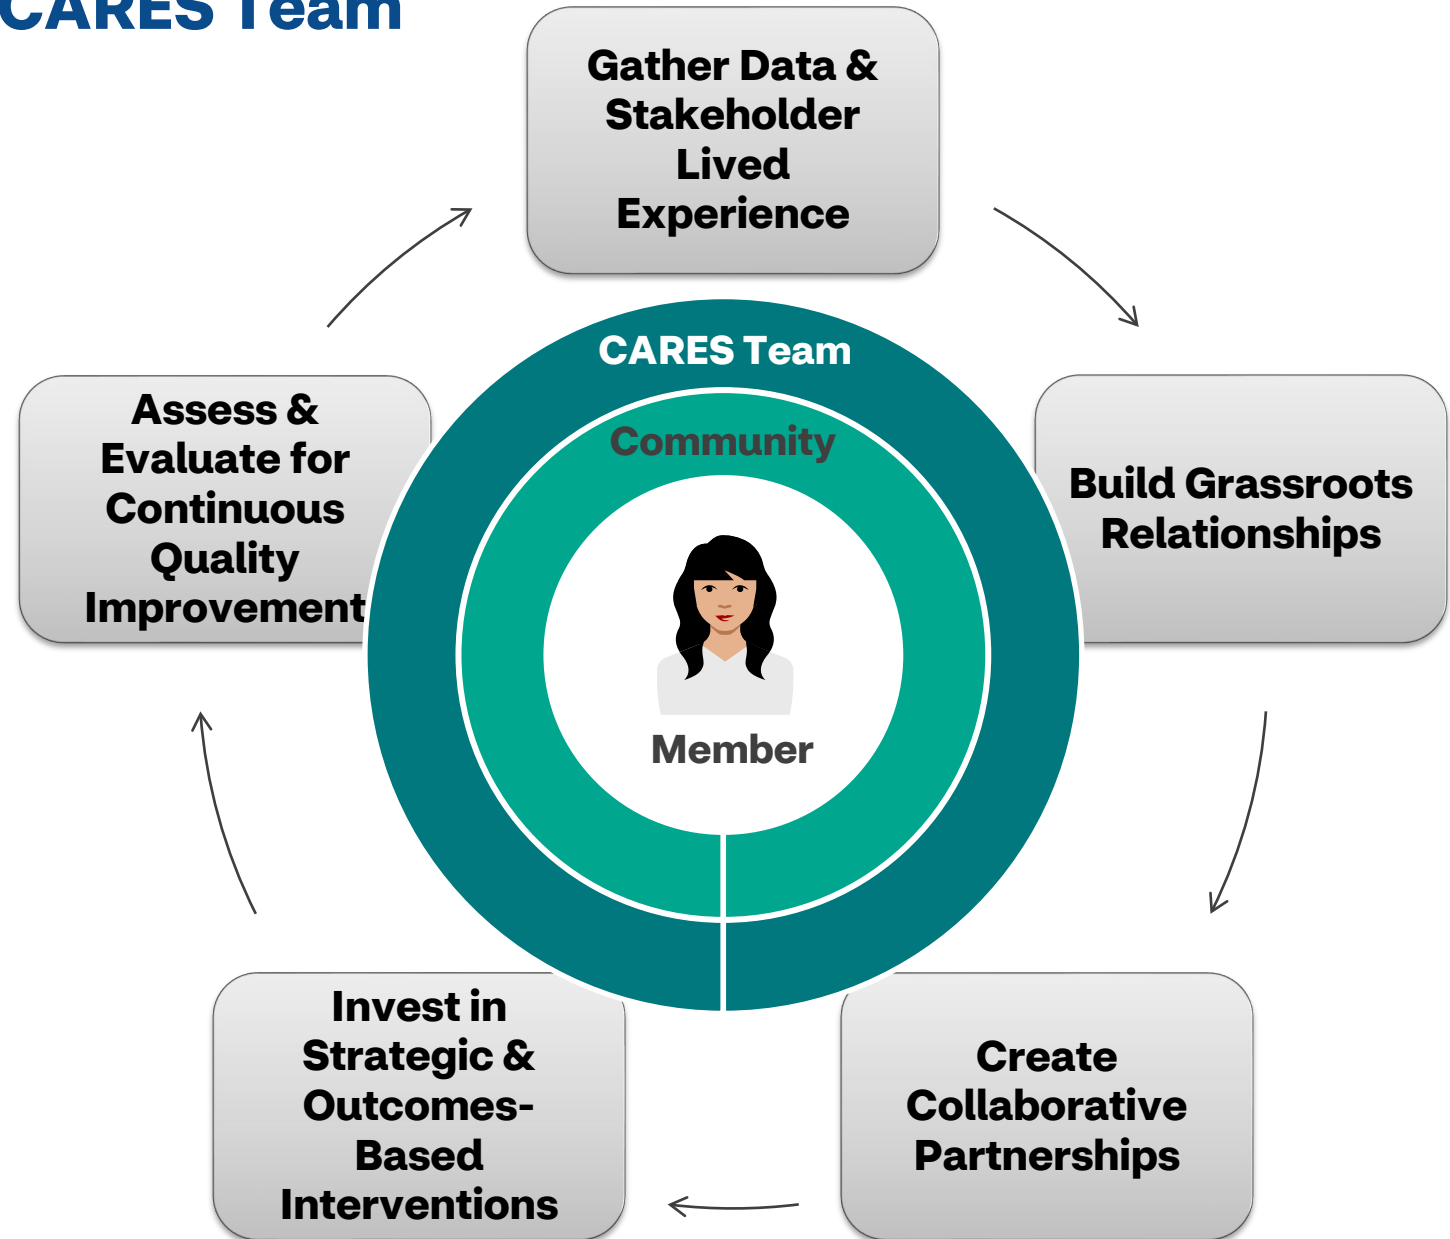 CARES Team
Gather Data &
Stakeholder
Lived
Experience
CARES Team
Community
Member
Build Grassroots
Relationships
Create
Collaborative
Partnerships
Invest in
Strategic &
Outcomes-
Based
Interventions
Assess &
Evaluate for
Continuous
Quality
Improvement